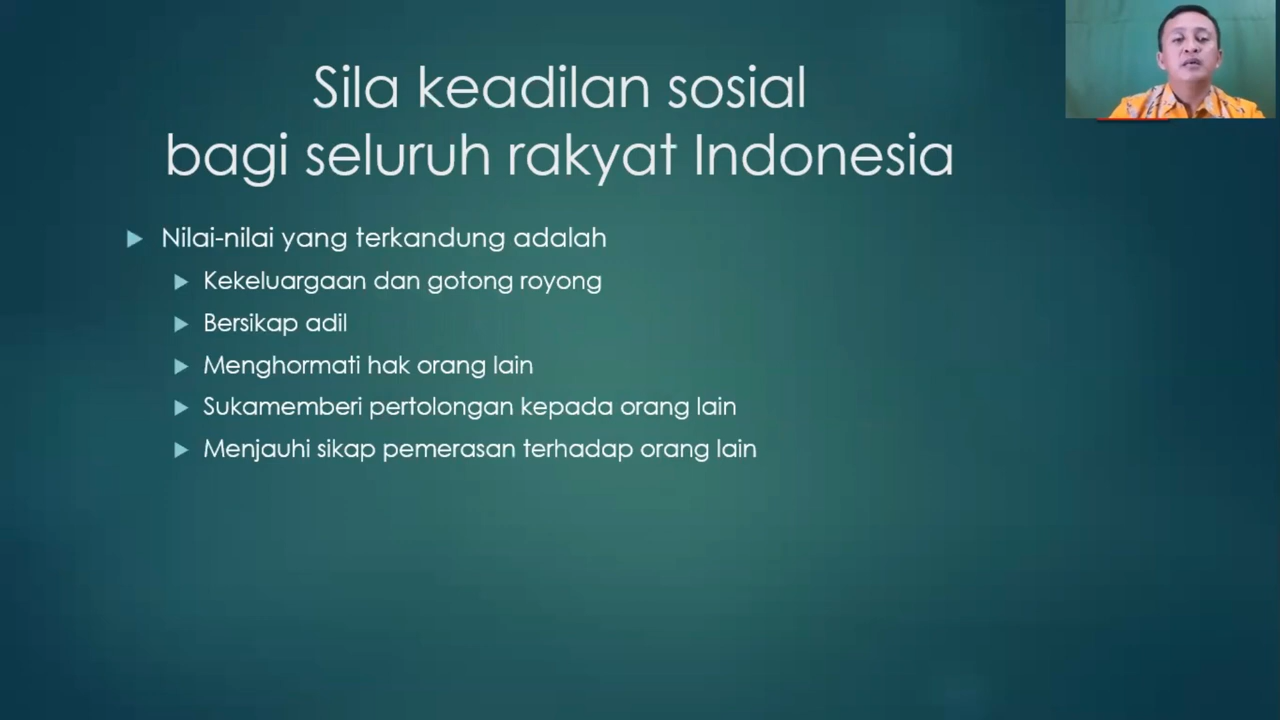 Sila keadilan sosial
bagi seluruh rakyat Indonesia
Nilai-nilai yang terkandung adalah
Kekeluargaan dan gotong royong
Bersikap adil
Menghormati hak orang lain
Sukamemberi pertolongan kepada orang lain
Menjauhi sikap pemerasan terhadap orang lain